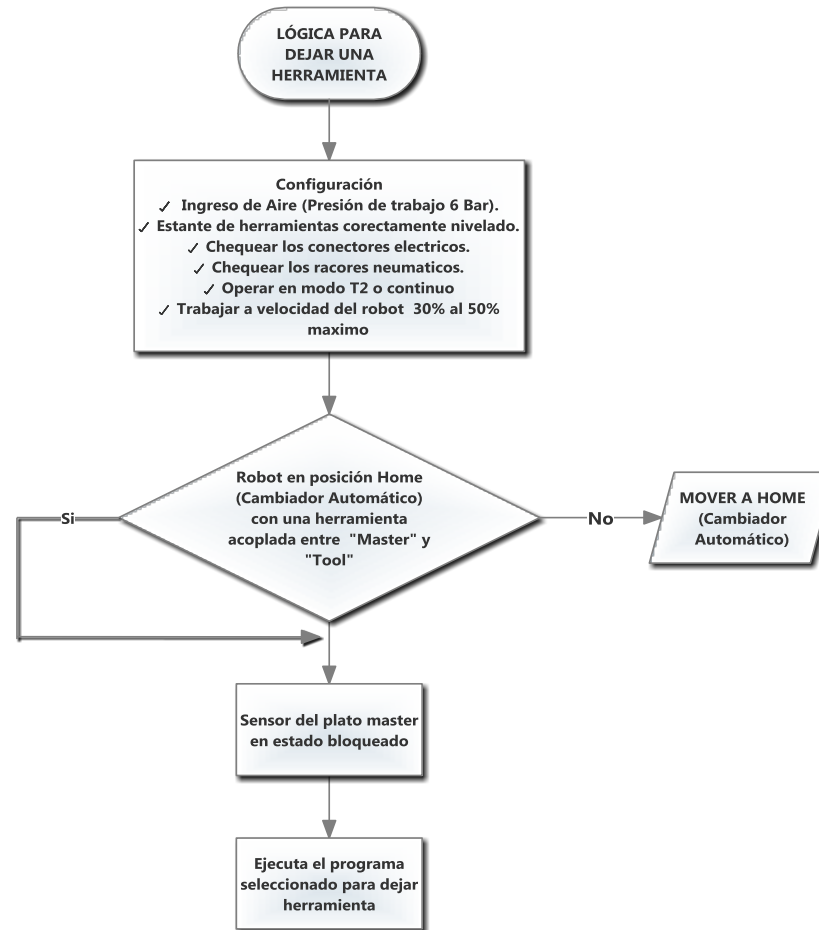 LÓGICA PARA
DEJAR UNA
HERRAMIENTA
Configuración
✓ Ingreso de Aire (Presión de trabajo 6 Bar).
✓ Estante de herramientas corectamente nivelado.
✓ Chequear los conectores electricos.
✓ Chequear los racores neumaticos.
✓ Operar en modo T2 o continuo
✓ Trabajar a velocidad del robot 30% al 50%
maximo
Robot en posición Home
(Cambiador Automático)
con una herramienta
acoplada entre "Master" y
"Tool"
Si
No
MOVER A HOME
(Cambiador
Automático)
Sensor del plato master
en estado bloqueado
Ejecuta el programa
seleccionado para dejar
herramienta